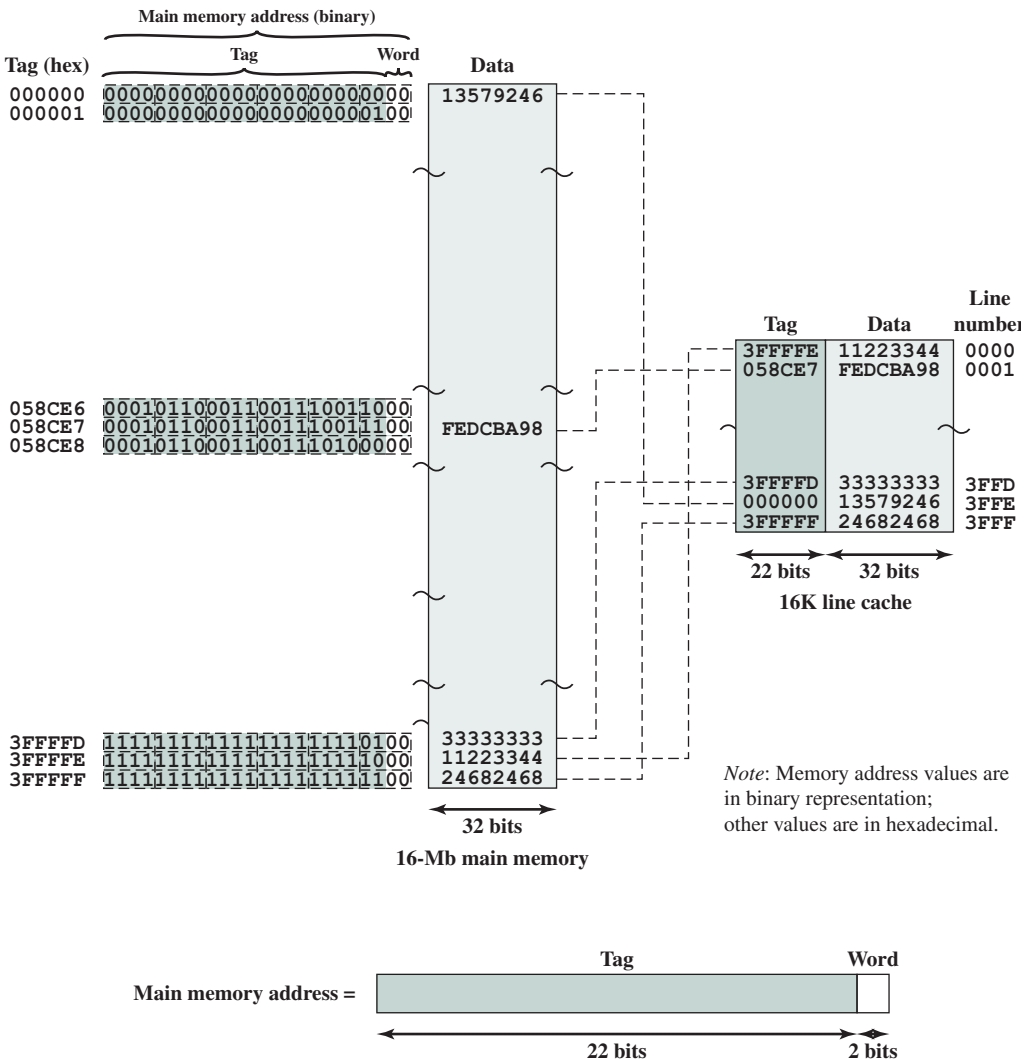 Main memory address (binary)
Tag (hex) Tag Word Data
000000 000000000000000000000000 13579246
000001 000000000000000000000100
Line
Tag Data number
3FFFFE 11223344 0000
058CE7 FEDCBA98 0001
058CE6 000101100011001110011000
058CE7 000101100011001110011100 FEDCBA98
058CE8 000101100011001110100000
3FFFFD 33333333 3FFD
000000 13579246 3FFE
3FFFFF 24682468 3FFF
22 bits 32 bits
16K line cache
3FFFFD 111111111111111111110100 33333333
3FFFFE 111111111111111111111000 11223344
3FFFFF 111111111111111111111100 24682468
Note: Memory address values are
in binary representation;
other values are in hexadecimal.
32 bits
16-Mb main memory
Tag Word
Main memory address =
22 bits 2 bits